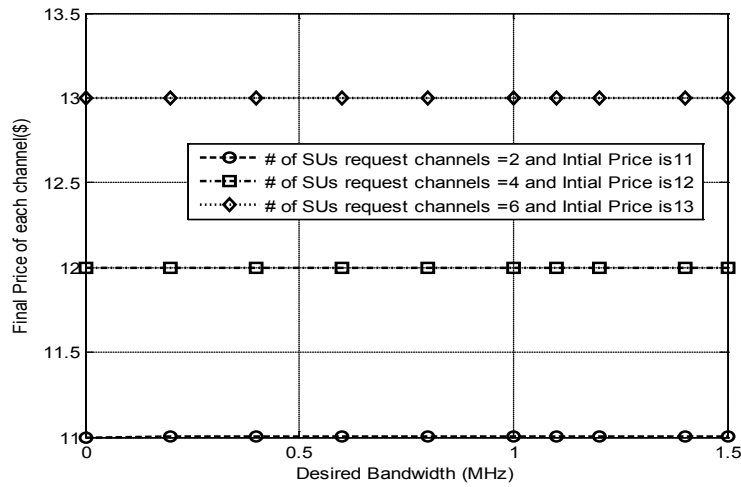 13.5
13
12.5
12
11.5
11
Final Price of each channel($)
# of SUs request channels =2 and Intial Price is11
# of SUs request channels =4 and Intial Price is12
# of SUs request channels =6 and Intial Price is13
0
0.5
1
1.5
Desired Bandwidth (MHz)